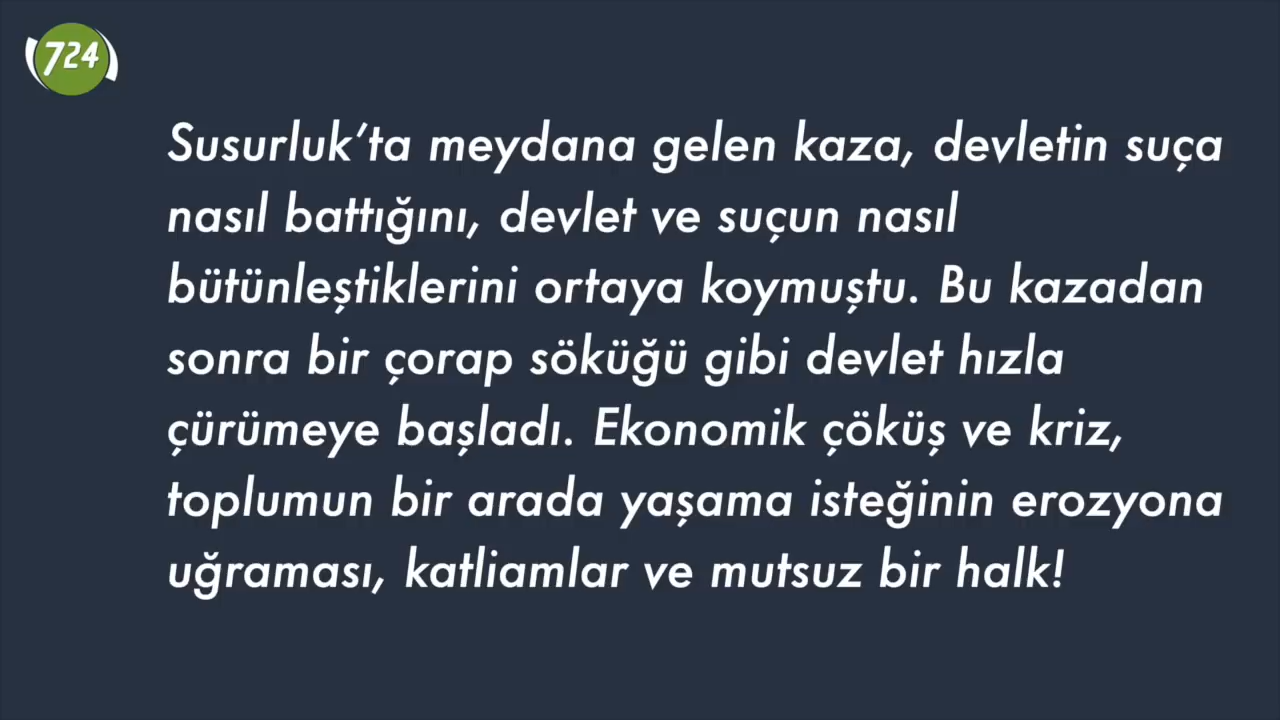 724
Susurluk’ta meydana gelen kaza, devletin suça
nasıl battığını, devlet ve suçun nasıl
bütünleştiklerini ortaya koymuştu. Bu kazadan
sonra bir çorap söküğü gibi devlet hızla
çürümeye başladı. Ekonomik çöküş ve kriz,
toplumun bir arada yaşama isteğinin erozyona
uğraması, katliamlar ve mutsuz bir halk!